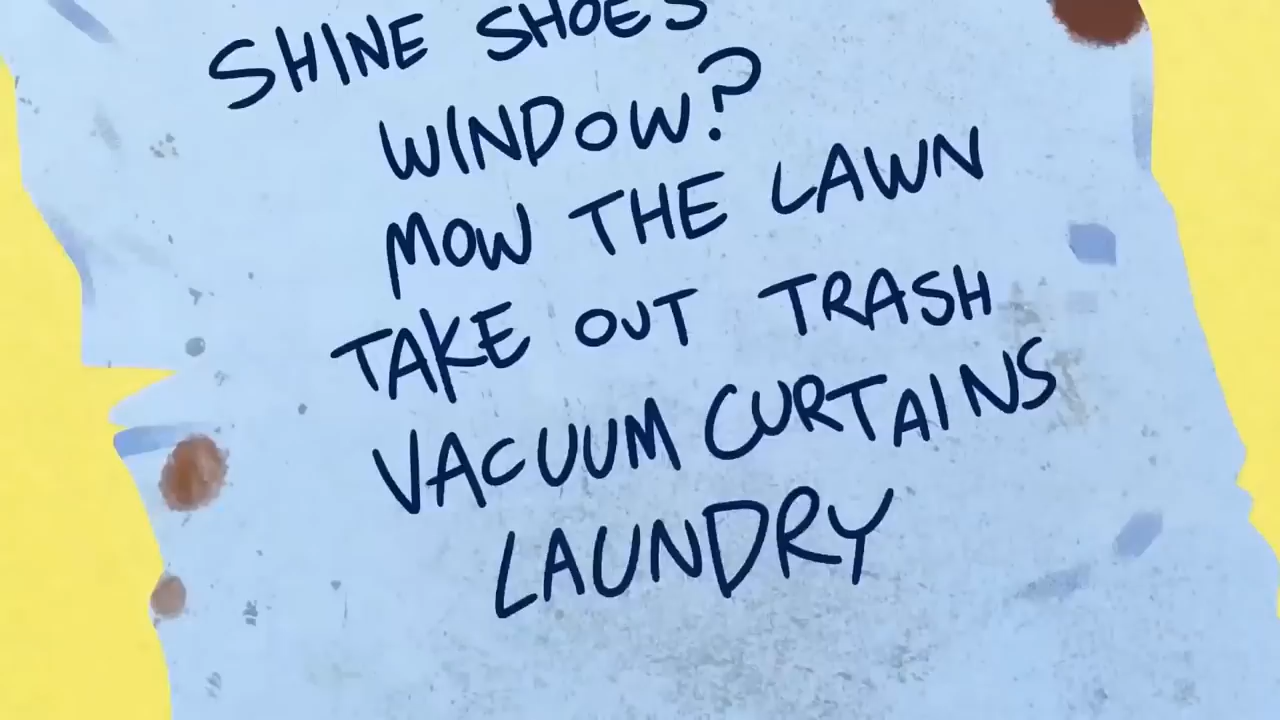 SHINE SHOES
WINDOW?
MOW THE LAWN
TAKE OUT TRASH
VACUUM CURTAINS
LAUNDRY